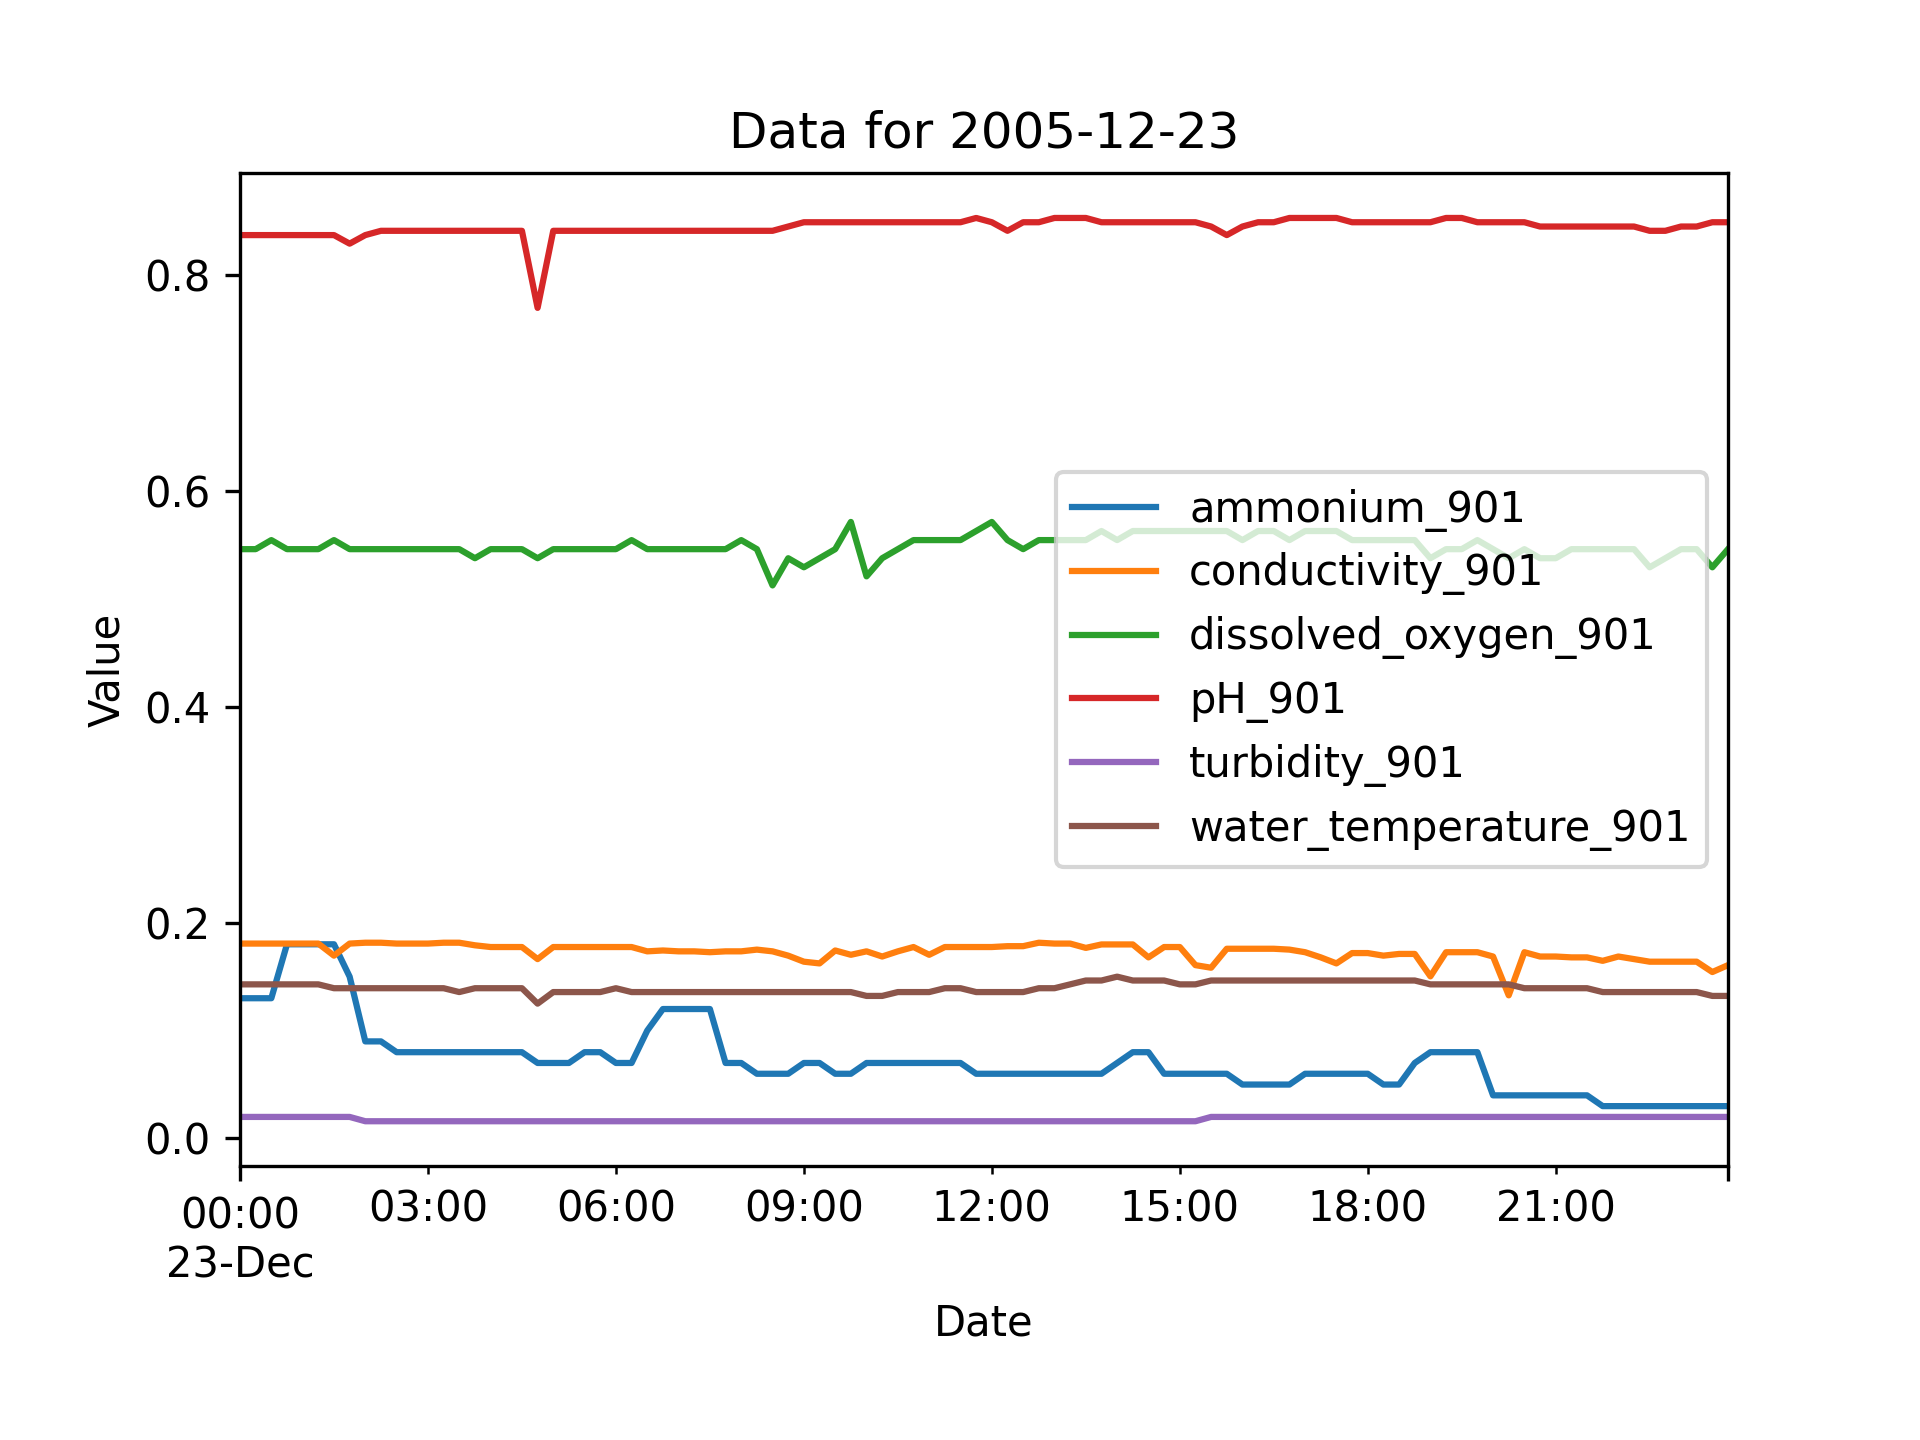 Data for 2005-12-23
Value
0.8
0.6
0.4
0.2
0.0
ammonium_901
conductivity_901
dissolved_oxygen_901
pH_901
turbidity_901
water_temperature_901
00:00 03:00 06:00 09:00 12:00 15:00 18:00 21:00
23-Dec
Date